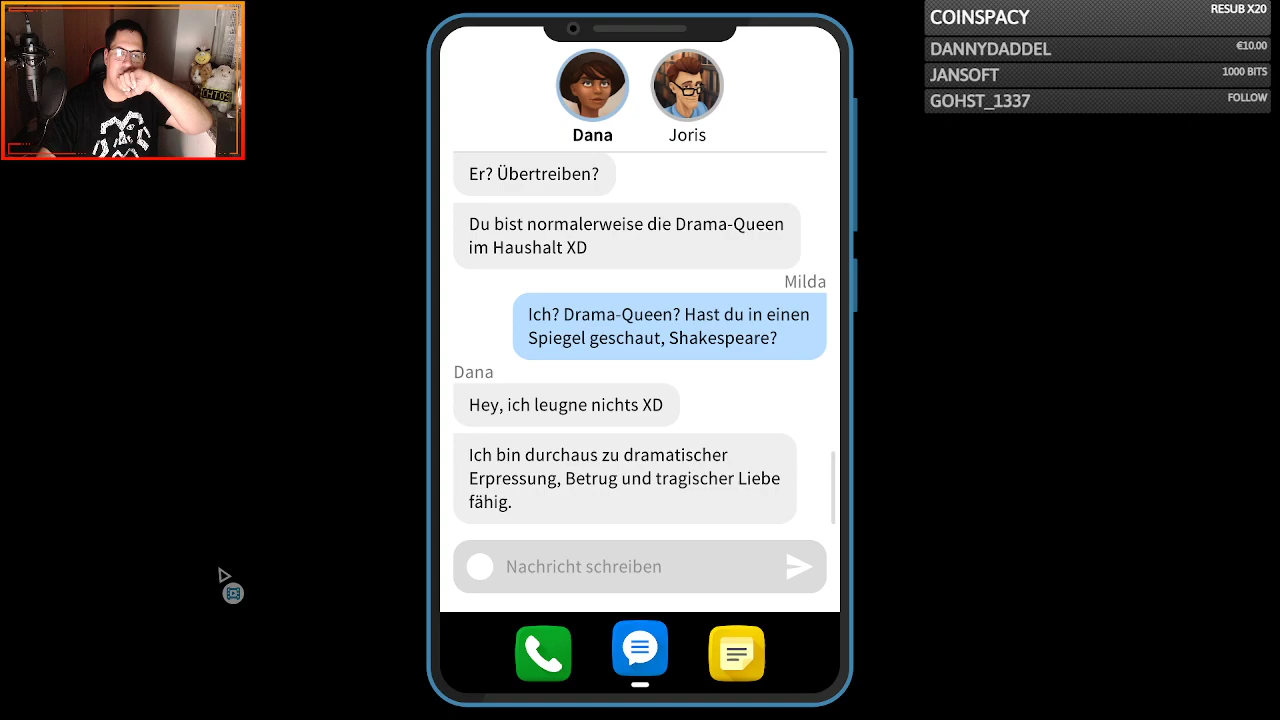 COINSPACY
RESUB X20
DANNYDADDEL
€10.00
JANSOFT
1000 BITS
GOHST_1337
FOLLOW
Dana
Joris
Er? Übertreiben?
Du bist normalerweise die Drama-Queen
im Haushalt XD
Milda
Ich? Drama-Queen? Hast du in einen
Spiegel geschaut, Shakespeare?
Dana
Hey, ich leugne nichts XD
Ich bin durchaus zu dramatischer
Erpressung, Betrug und tragischer Liebe
fähig.
Nachricht schreiben